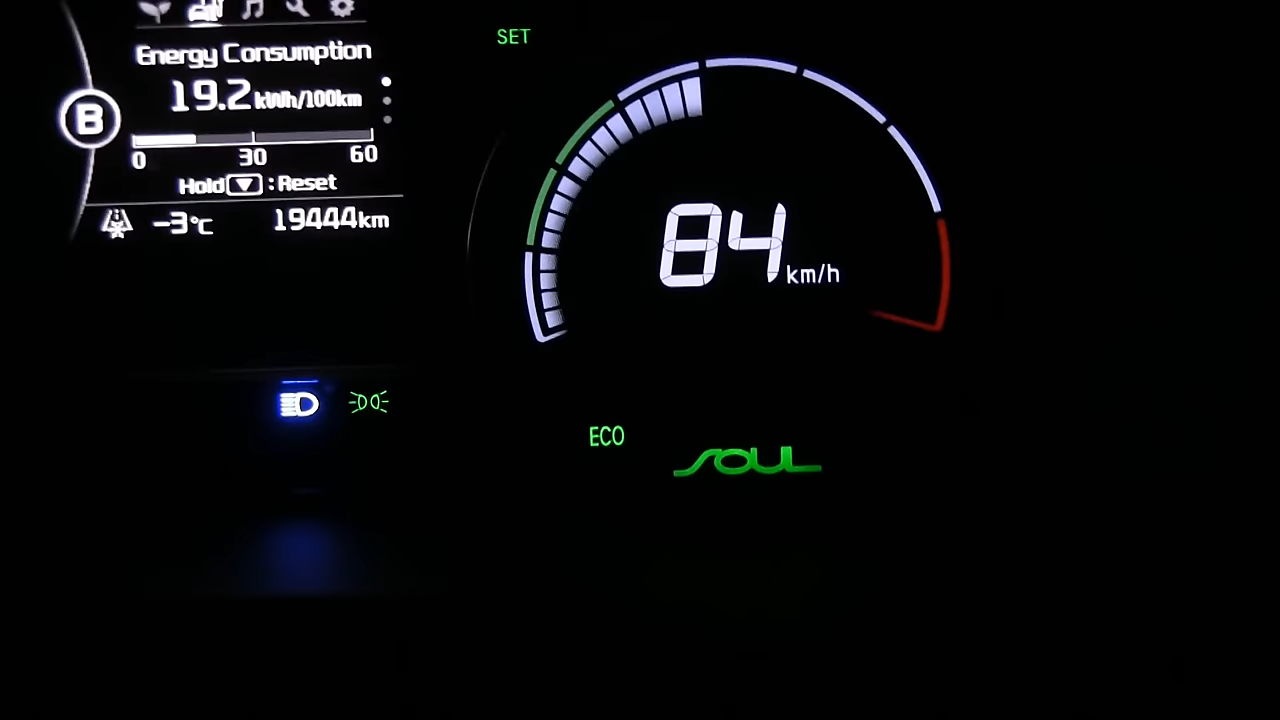 Energy Consumption
19.2 kWh/100km
B
0 30 60
Hold ▼ : Reset
-3°C 19444km
SET
84 km/h
ECO
SOUL